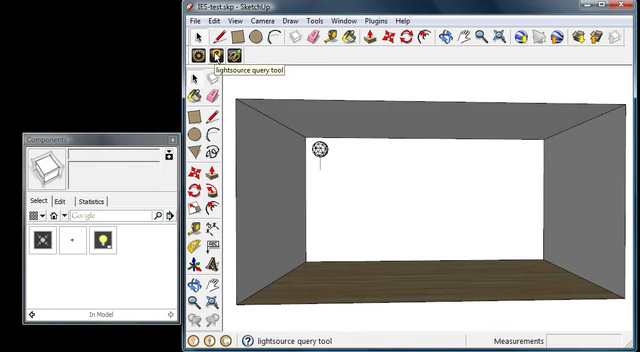 IES-test.skp - SketchUp
File Edit View Camera Draw Tools Window Plugins Help
lightsource query tool
Components
Select Edit Statistics
Google
In Model
ABC
lightsource query tool
Measurements